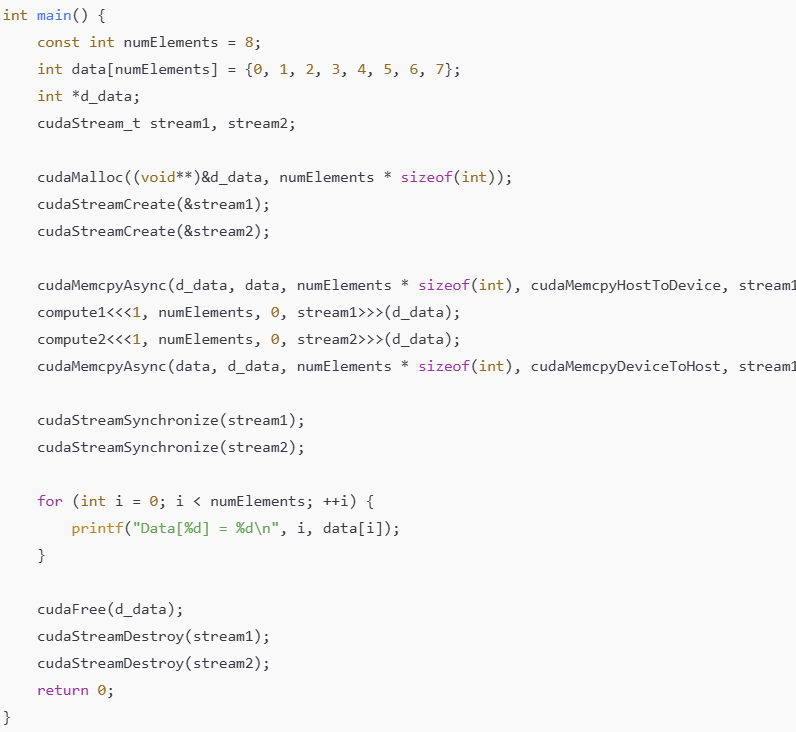 int main() {
    const int numElements = 8;
    int data[numElements] = {0, 1, 2, 3, 4, 5, 6, 7};
    int *d_data;
    cudaStream_t stream1, stream2;

    cudaMalloc((void**)&d_data, numElements * sizeof(int));
    cudaStreamCreate(&stream1);
    cudaStreamCreate(&stream2);

    cudaMemcpyAsync(d_data, data, numElements * sizeof(int), cudaMemcpyHostToDevice, stream1
    compute1<<<1, numElements, 0, stream1>>>(d_data);
    compute2<<<1, numElements, 0, stream2>>>(d_data);
    cudaMemcpyAsync(data, d_data, numElements * sizeof(int), cudaMemcpyDeviceToHost, stream1

    cudaStreamSynchronize(stream1);
    cudaStreamSynchronize(stream2);

    for (int i = 0; i < numElements; ++i) {
        printf("Data[%d] = %d\n", i, data[i]);
    }

    cudaFree(d_data);
    cudaStreamDestroy(stream1);
    cudaStreamDestroy(stream2);
    return 0;
}